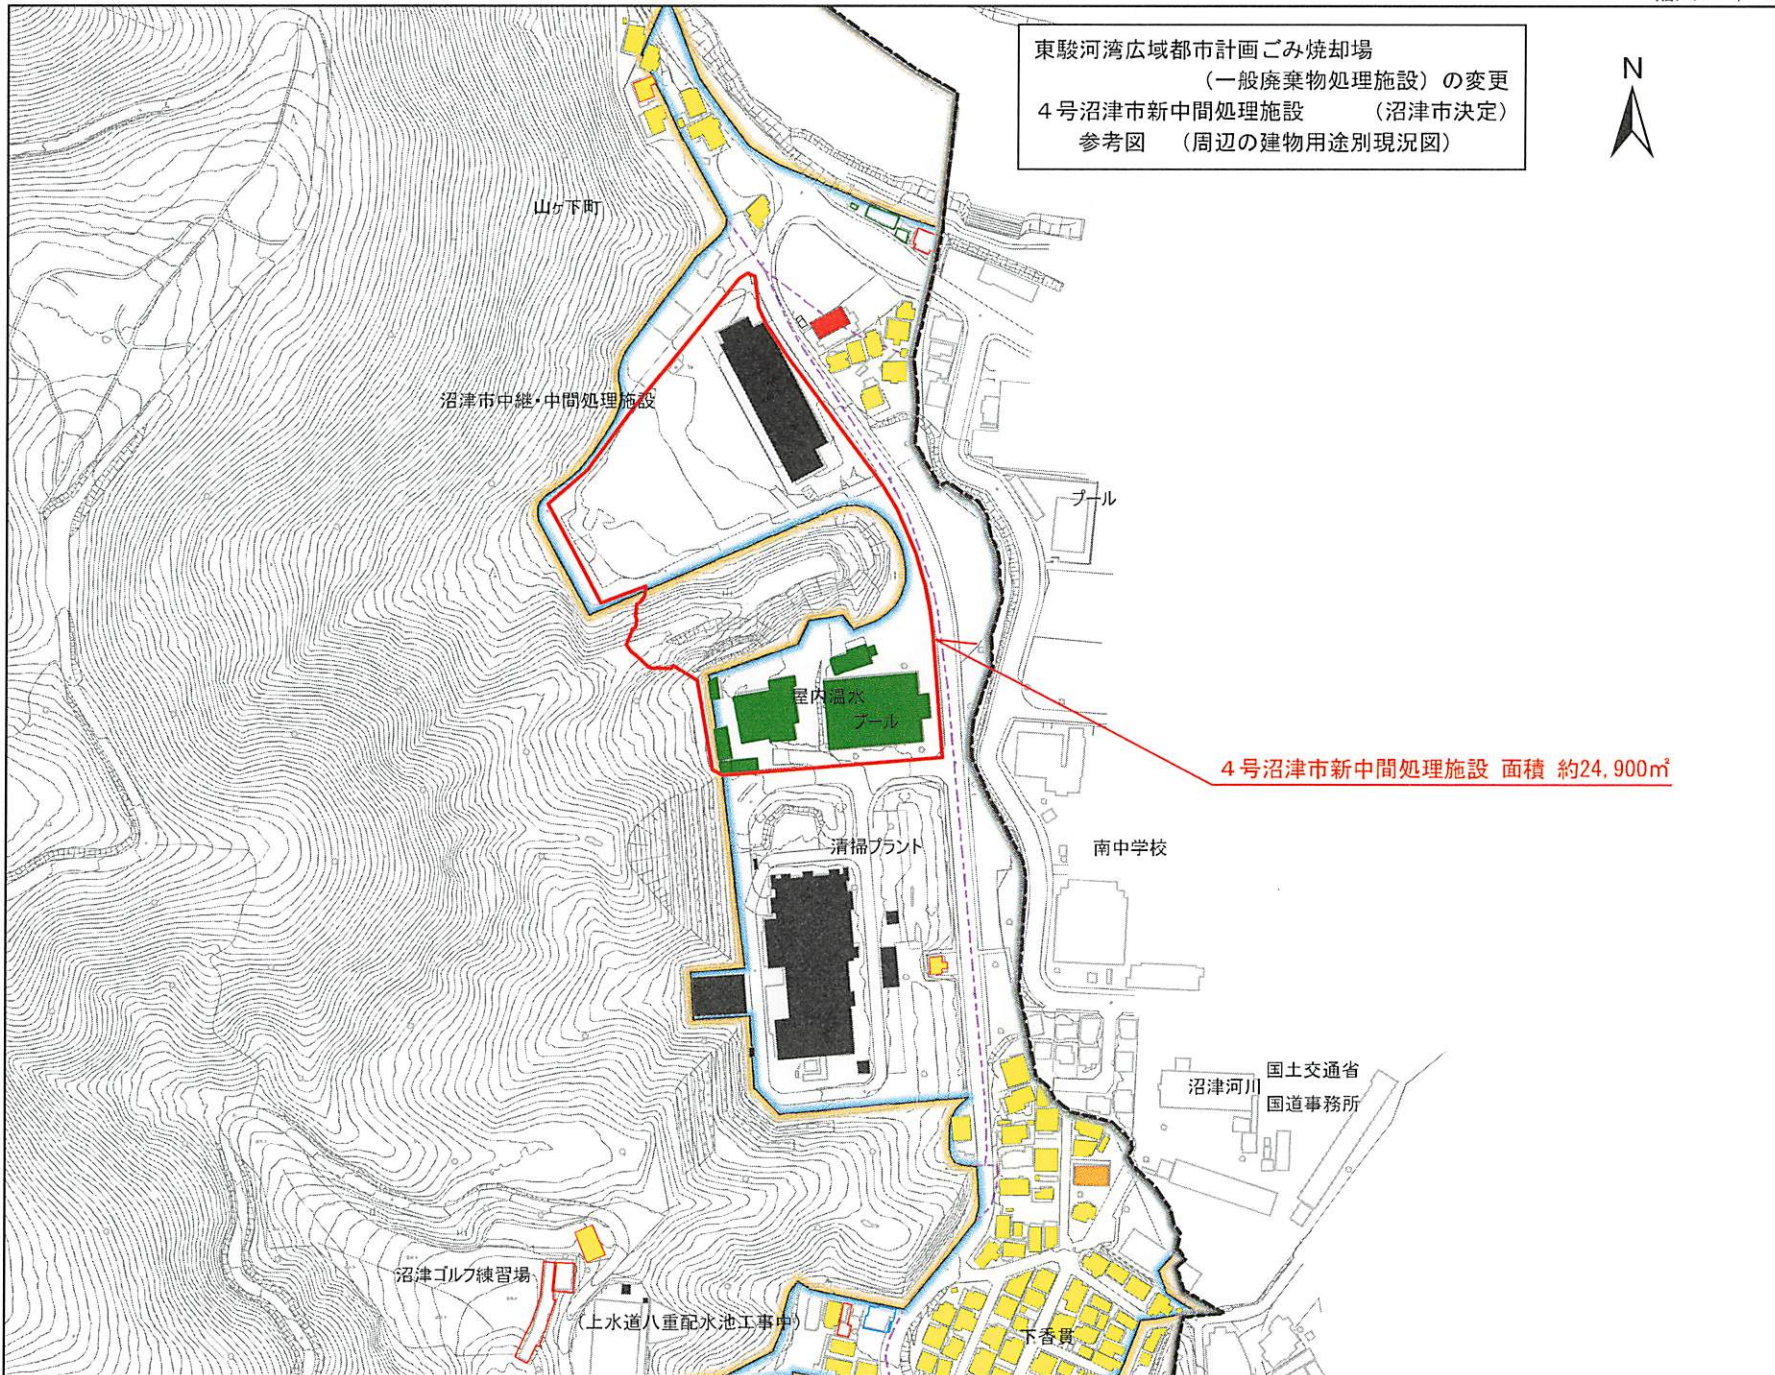 東駿河湾広域都市計画ごみ焼却場
（一般廃棄物処理施設）の変更
４号沼津市新中間処理施設　　（沼津市決定）
参考図　（周辺の建物用途別現況図）
N
山ケ下町
沼津市中継・中間処理施設
プール
屋内温水
プール
４号沼津市新中間処理施設 面積 約24,900㎡
清掃プラント
南中学校
国土交通省
沼津河川
国道事務所
沼津ゴルフ練習場
（上水道八重配水池工事中）
下香貫